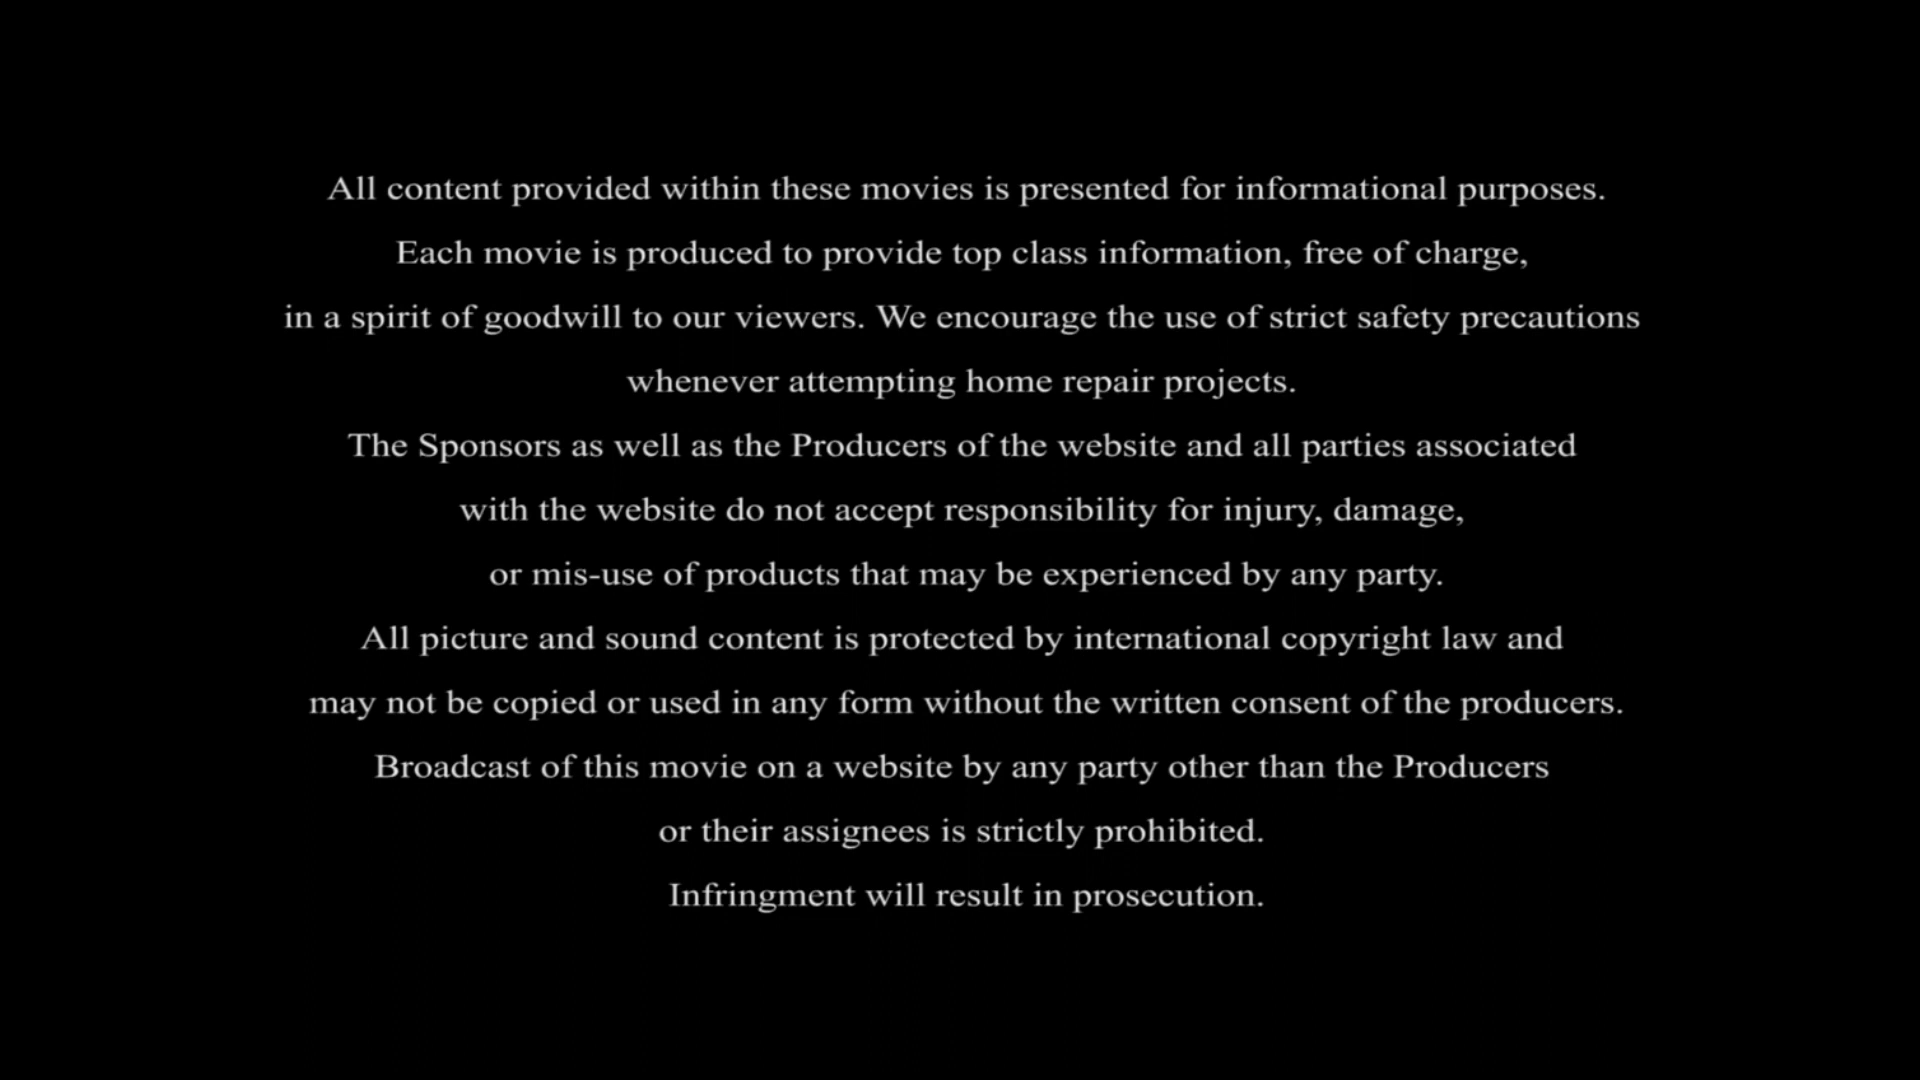 All content provided within these movies is presented for informational purposes.
Each movie is produced to provide top class information, free of charge,
in a spirit of goodwill to our viewers. We encourage the use of strict safety precautions
whenever attempting home repair projects.
The Sponsors as well as the Producers of the website and all parties associated
with the website do not accept responsibility for injury, damage,
or mis-use of products that may be experienced by any party.
All picture and sound content is protected by international copyright law and
may not be copied or used in any form without the written consent of the producers.
Broadcast of this movie on a website by any party other than the Producers
or their assignees is strictly prohibited.
Infringment will result in prosecution.